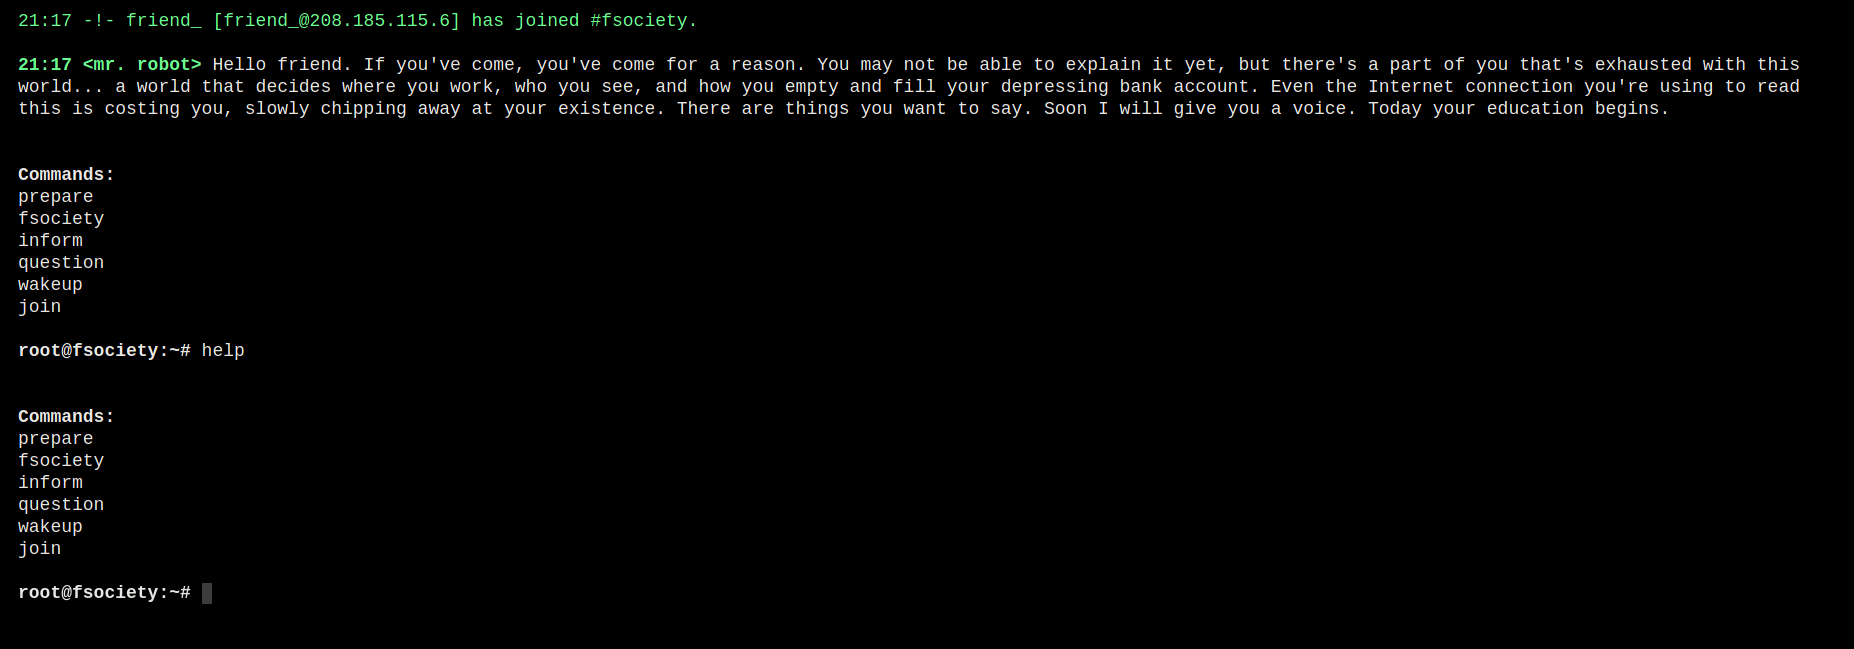 21:17 -!- friend_ [friend_@208.185.115.6] has joined #fsociety.
21:17 <mr. robot> Hello friend. If you've come, you've come for a reason. You may not be able to explain it yet, but there's a part of you that's exhausted with this
world... a world that decides where you work, who you see, and how you empty and fill your depressing bank account. Even the Internet connection you're using to read
this is costing you, slowly chipping away at your existence. There are things you want to say. Soon I will give you a voice. Today your education begins.
Commands:
prepare
fsociety
inform
question
wakeup
join
root@fsociety:~# help
Commands:
prepare
fsociety
inform
question
wakeup
join
root@fsociety:~#